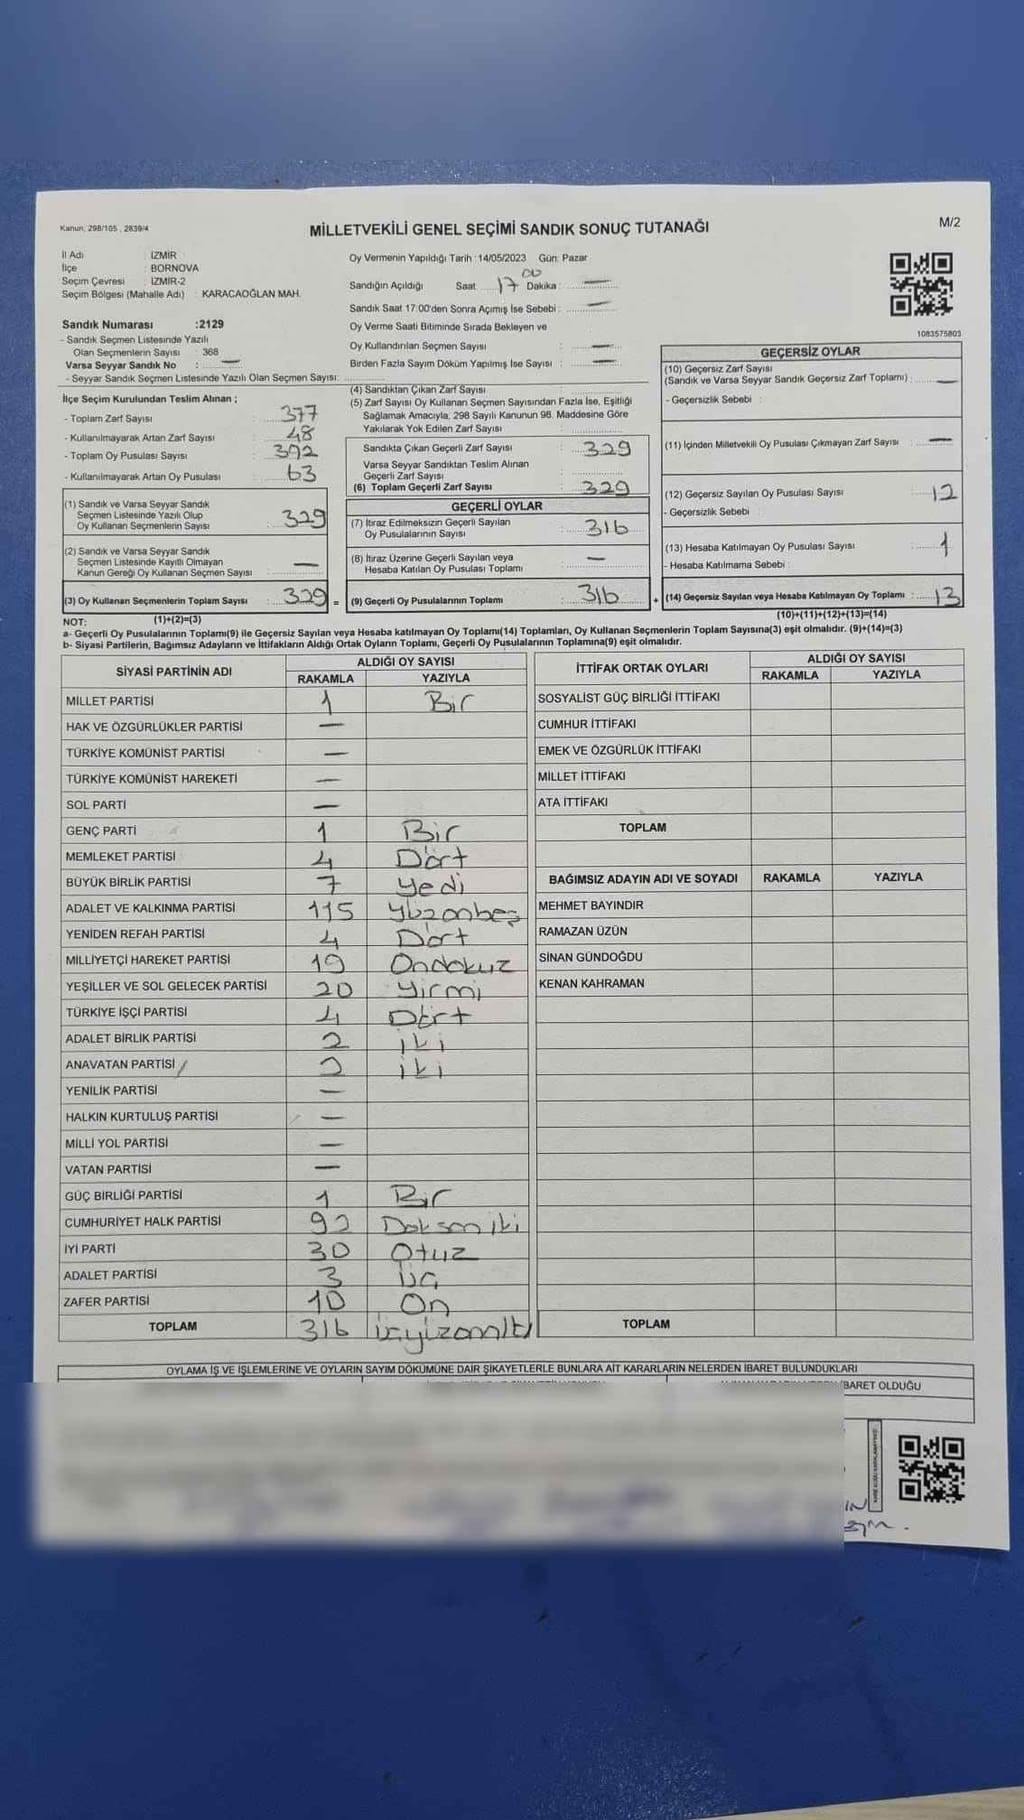 Kanun, 298/105 , 2839/4
MİLLETVEKİLİ GENEL SEÇİMİ SANDIK SONUÇ TUTANAĞI
M/2
İl Adı : İZMİR
İlçe : BORNOVA
Seçim Çevresi : İZMİR-2
Seçim Bölgesi (Mahalle Adı) : KARACAOĞLAN MAH.
Sandık Numarası :2129
- Sandık Seçmen Listesinde Yazılı
Olan Seçmenlerin Sayısı : 368
Varsa Seyyar Sandık No : —
- Seyyar Sandık Seçmen Listesinde Yazılı Olan Seçmen Sayısı:
İlçe Seçim Kurulundan Teslim Alınan ;
- Toplam Zarf Sayısı : 377
- Kullanılmayarak Artan Zarf Sayısı : 48
- Toplam Oy Pusulası Sayısı : 392
- Kullanılmayarak Artan Oy Pusulası : 63
(1) Sandık ve Varsa Seyyar Sandık
Seçmen Listesinde Yazılı Olup
Oy Kullanan Seçmenlerin Sayısı : 329
(2) Sandık ve Varsa Seyyar Sandık
Seçmen Listesinde Kayıtlı Olmayan
Kanun Gereği Oy Kullanan Seçmen Sayısı : —
(3) Oy Kullanan Seçmenlerin Toplam Sayısı : 329 =
(1)+(2)=(3)
Oy Vermenin Yapıldığı Tarih :14/05/2023 Gün: Pazar
Sandığın Açıldığı Saat 17 00 Dakika : —
Sandık Saat 17:00'den Sonra Açımış İse Sebebi : —
Oy Verme Saati Bitiminde Sırada Bekleyen ve
Oy Kullandırılan Seçmen Sayısı : —
Birden Fazla Sayım Döküm Yapılmış İse Sayısı : —
(4) Sandıktan Çıkan Zarf Sayısı :
(5) Zarf Sayısı Oy Kullanan Seçmen Sayısından Fazla İse, Eşitliği
Sağlamak Amacıyla, 298 Sayılı Kanunun 98. Maddesine Göre
Yakılarak Yok Edilen Zarf Sayısı :
Sandıkta Çıkan Geçerli Zarf Sayısı : 329
Varsa Seyyar Sandıktan Teslim Alınan
Geçerli Zarf Sayısı :
(6) Toplam Geçerli Zarf Sayısı : 329
GEÇERLİ OYLAR
(7) İtiraz Edilmeksizin Geçerli Sayılan
Oy Pusulalarının Sayısı : 316
(8) İtiraz Üzerine Geçerli Sayılan veya
Hesaba Katılan Oy Pusulası Toplamı : —
(9) Geçerli Oy Pusulalarının Toplamı : 316 +
1083575803
GEÇERSİZ OYLAR
(10) Geçersiz Zarf Sayısı
(Sandık ve Varsa Seyyar Sandık Geçersiz Zarf Toplamı) : —
- Geçersizlik Sebebi :
(11) İçinden Milletvekili Oy Pusulası Çıkmayan Zarf Sayısı : —
(12) Geçersiz Sayılan Oy Pusulası Sayısı : 12
- Geçersizlik Sebebi :
(13) Hesaba Katılmayan Oy Pusulası Sayısı : 1
- Hesaba Katılmama Sebebi :
(14) Geçersiz Sayılan veya Hesaba Katılmayan Oy Toplamı : 13
(10)+(11)+(12)+(13)=(14)
NOT:
a- Geçerli Oy Pusulalarının Toplamı(9) ile Geçersiz Sayılan veya Hesaba katılmayan Oy Toplamı(14) Toplamları, Oy Kullanan Seçmenlerin Toplam Sayısına(3) eşit olmalıdır. (9)+(14)=(3)
b- Siyasi Partilerin, Bağımsız Adayların ve İttifakların Aldığı Ortak Oyların Toplamı, Geçerli Oy Pusulalarının Toplamına(9) eşit olmalıdır.
SİYASİ PARTİNİN ADI ALDIĞI OY SAYISI
RAKAMLA YAZIYLA
MİLLET PARTİSİ 1 Bir
HAK VE ÖZGÜRLÜKLER PARTİSİ —
TÜRKİYE KOMÜNİST PARTİSİ —
TÜRKİYE KOMÜNİST HAREKETİ —
SOL PARTİ —
GENÇ PARTİ 1 Bir
MEMLEKET PARTİSİ 4 Dört
BÜYÜK BİRLİK PARTİSİ 7 Yedi
ADALET VE KALKINMA PARTİSİ 115 Yüzonbeş
YENİDEN REFAH PARTİSİ 4 Dört
MİLLİYETÇİ HAREKET PARTİSİ 19 Ondokuz
YEŞİLLER VE SOL GELECEK PARTİSİ 20 Yirmi
TÜRKİYE İŞÇİ PARTİSİ 4 Dört
ADALET BİRLİK PARTİSİ 2 iki
ANAVATAN PARTİSİ 2 iki
YENİLİK PARTİSİ —
HALKIN KURTULUŞ PARTİSİ —
MİLLİ YOL PARTİSİ —
VATAN PARTİSİ —
GÜÇ BİRLİĞİ PARTİSİ 1 Bir
CUMHURİYET HALK PARTİSİ 92 Doksan iki
İYİ PARTİ 30 Otuz
ADALET PARTİSİ 3 üç
ZAFER PARTİSİ 10 On
TOPLAM 316 üçyüzonaltı
İTTİFAK ORTAK OYLARI ALDIĞI OY SAYISI
RAKAMLA YAZIYLA
SOSYALİST GÜÇ BİRLİĞİ İTTİFAKI
CUMHUR İTTİFAKI
EMEK VE ÖZGÜRLÜK İTTİFAKI
MİLLET İTTİFAKI
ATA İTTİFAKI
TOPLAM
BAĞIMSIZ ADAYIN ADI VE SOYADI RAKAMLA YAZIYLA
MEHMET BAYINDIR
RAMAZAN ÜZÜN
SİNAN GÜNDOĞDU
KENAN KAHRAMAN
TOPLAM
OYLAMA İŞ VE İŞLEMLERİNE VE OYLARIN SAYIM DÖKÜMÜNE DAİR ŞİKAYETLERLE BUNLARA AİT KARARLARIN NELERDEN İBARET BULUNDUKLARI
İBARET OLDUĞU